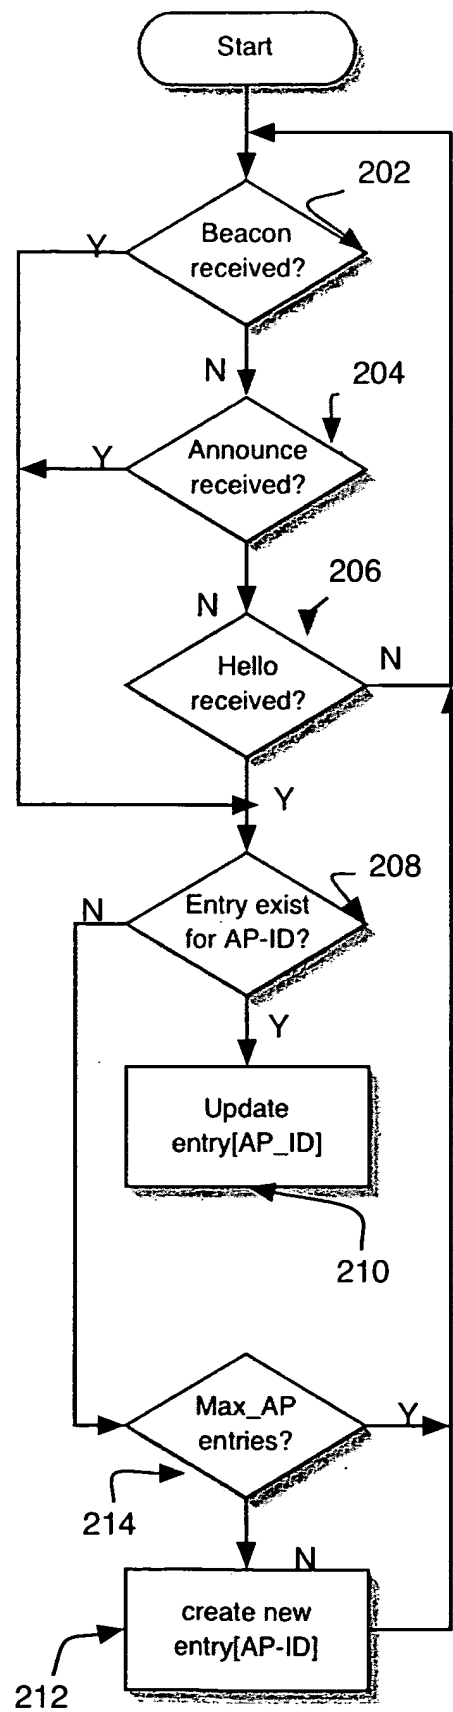 Start
202
Beacon
received?
Y
N
204
Announce
received?
Y
N
206
Hello
received?
N
Y
208
Entry exist
for AP-ID?
N
Y
Update
entry[AP_ID]
210
Max_AP
entries?
Y
214
N
create new
entry[AP-ID]
212